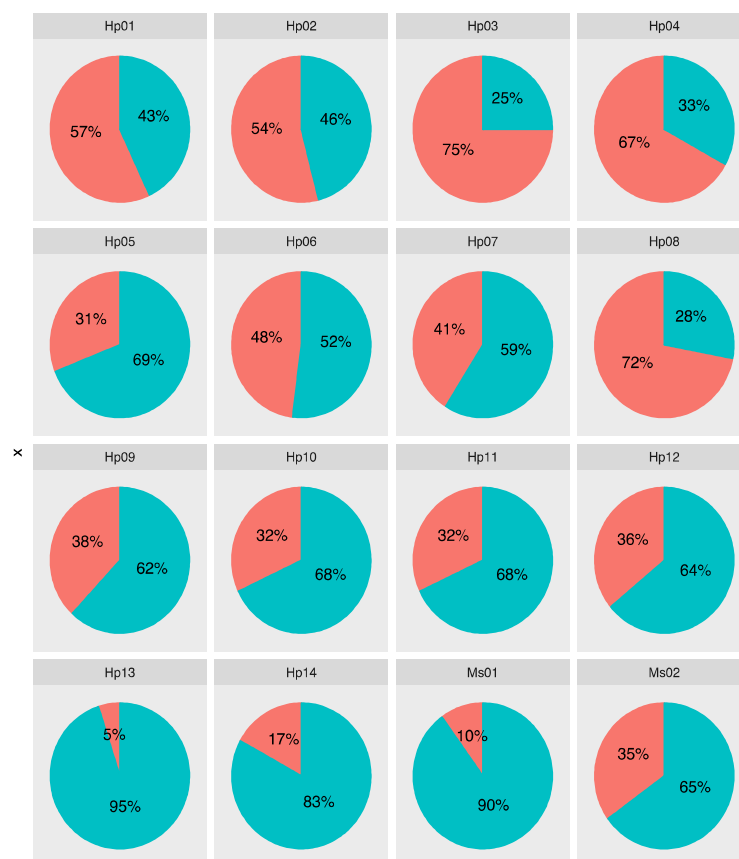 Hp01 Hp02 Hp03 Hp04
57% 43% 54% 46% 75% 25% 67% 33%
Hp05 Hp06 Hp07 Hp08
31% 69% 48% 52% 41% 59% 72% 28%
x
Hp09 Hp10 Hp11 Hp12
38% 62% 32% 68% 32% 68% 36% 64%
Hp13 Hp14 Ms01 Ms02
5% 95% 17% 83% 10% 90% 35% 65%